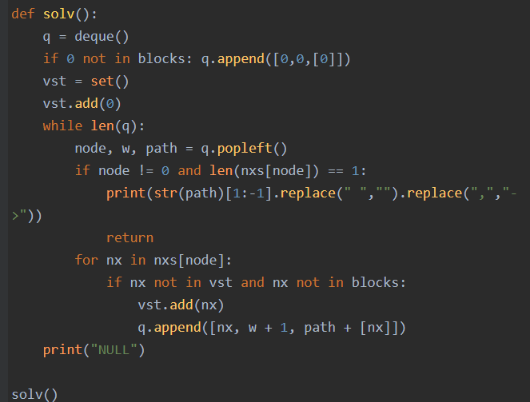 def solv():
    q = deque()
    if 0 not in blocks: q.append([0,0,[0]])
    vst = set()
    vst.add(0)
    while len(q):
        node, w, path = q.popleft()
        if node != 0 and len(nxs[node]) == 1:
            print(str(path)[1:-1].replace(" ","").replace(",","-
>"))
            return
        for nx in nxs[node]:
            if nx not in vst and nx not in blocks:
                vst.add(nx)
                q.append([nx, w + 1, path + [nx]])
    print("NULL")

solv()